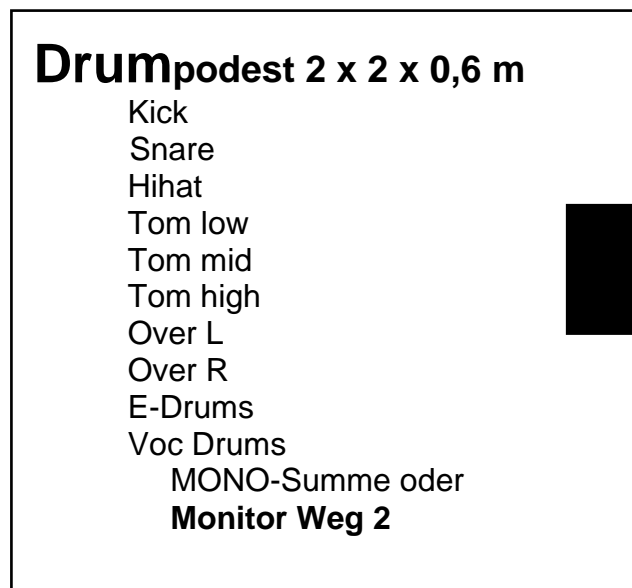 Drumpodest 2 x 2 x 0,6 m
Kick
Snare
Hihat
Tom low
Tom mid
Tom high
Over L
Over R
E-Drums
Voc Drums
MONO-Summe oder
Monitor Weg 2